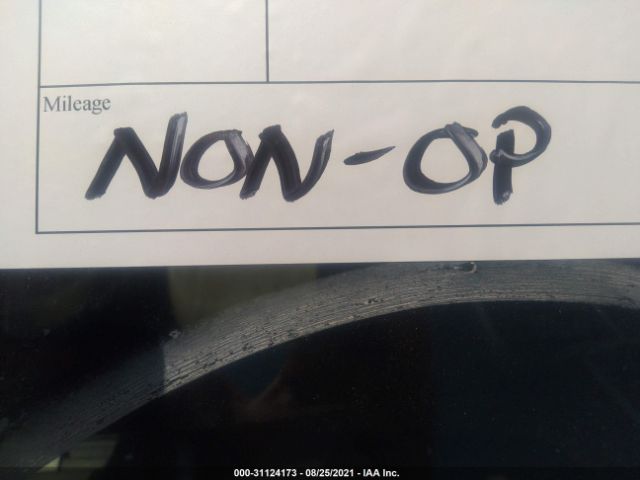 Mileage
NON-OP
000-31124173 - 08/25/2021 - IAA Inc.